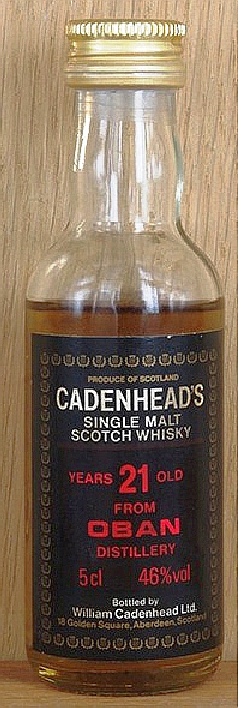 PRODUCE OF SCOTLAND
CADENHEAD'S
SINGLE MALT
SCOTCH WHISKY
YEARS 21 OLD
FROM
OBAN
DISTILLERY
5cl 46%vol
Bottled by
William Cadenhead Ltd.
18 Golden Square, Aberdeen, Scotland